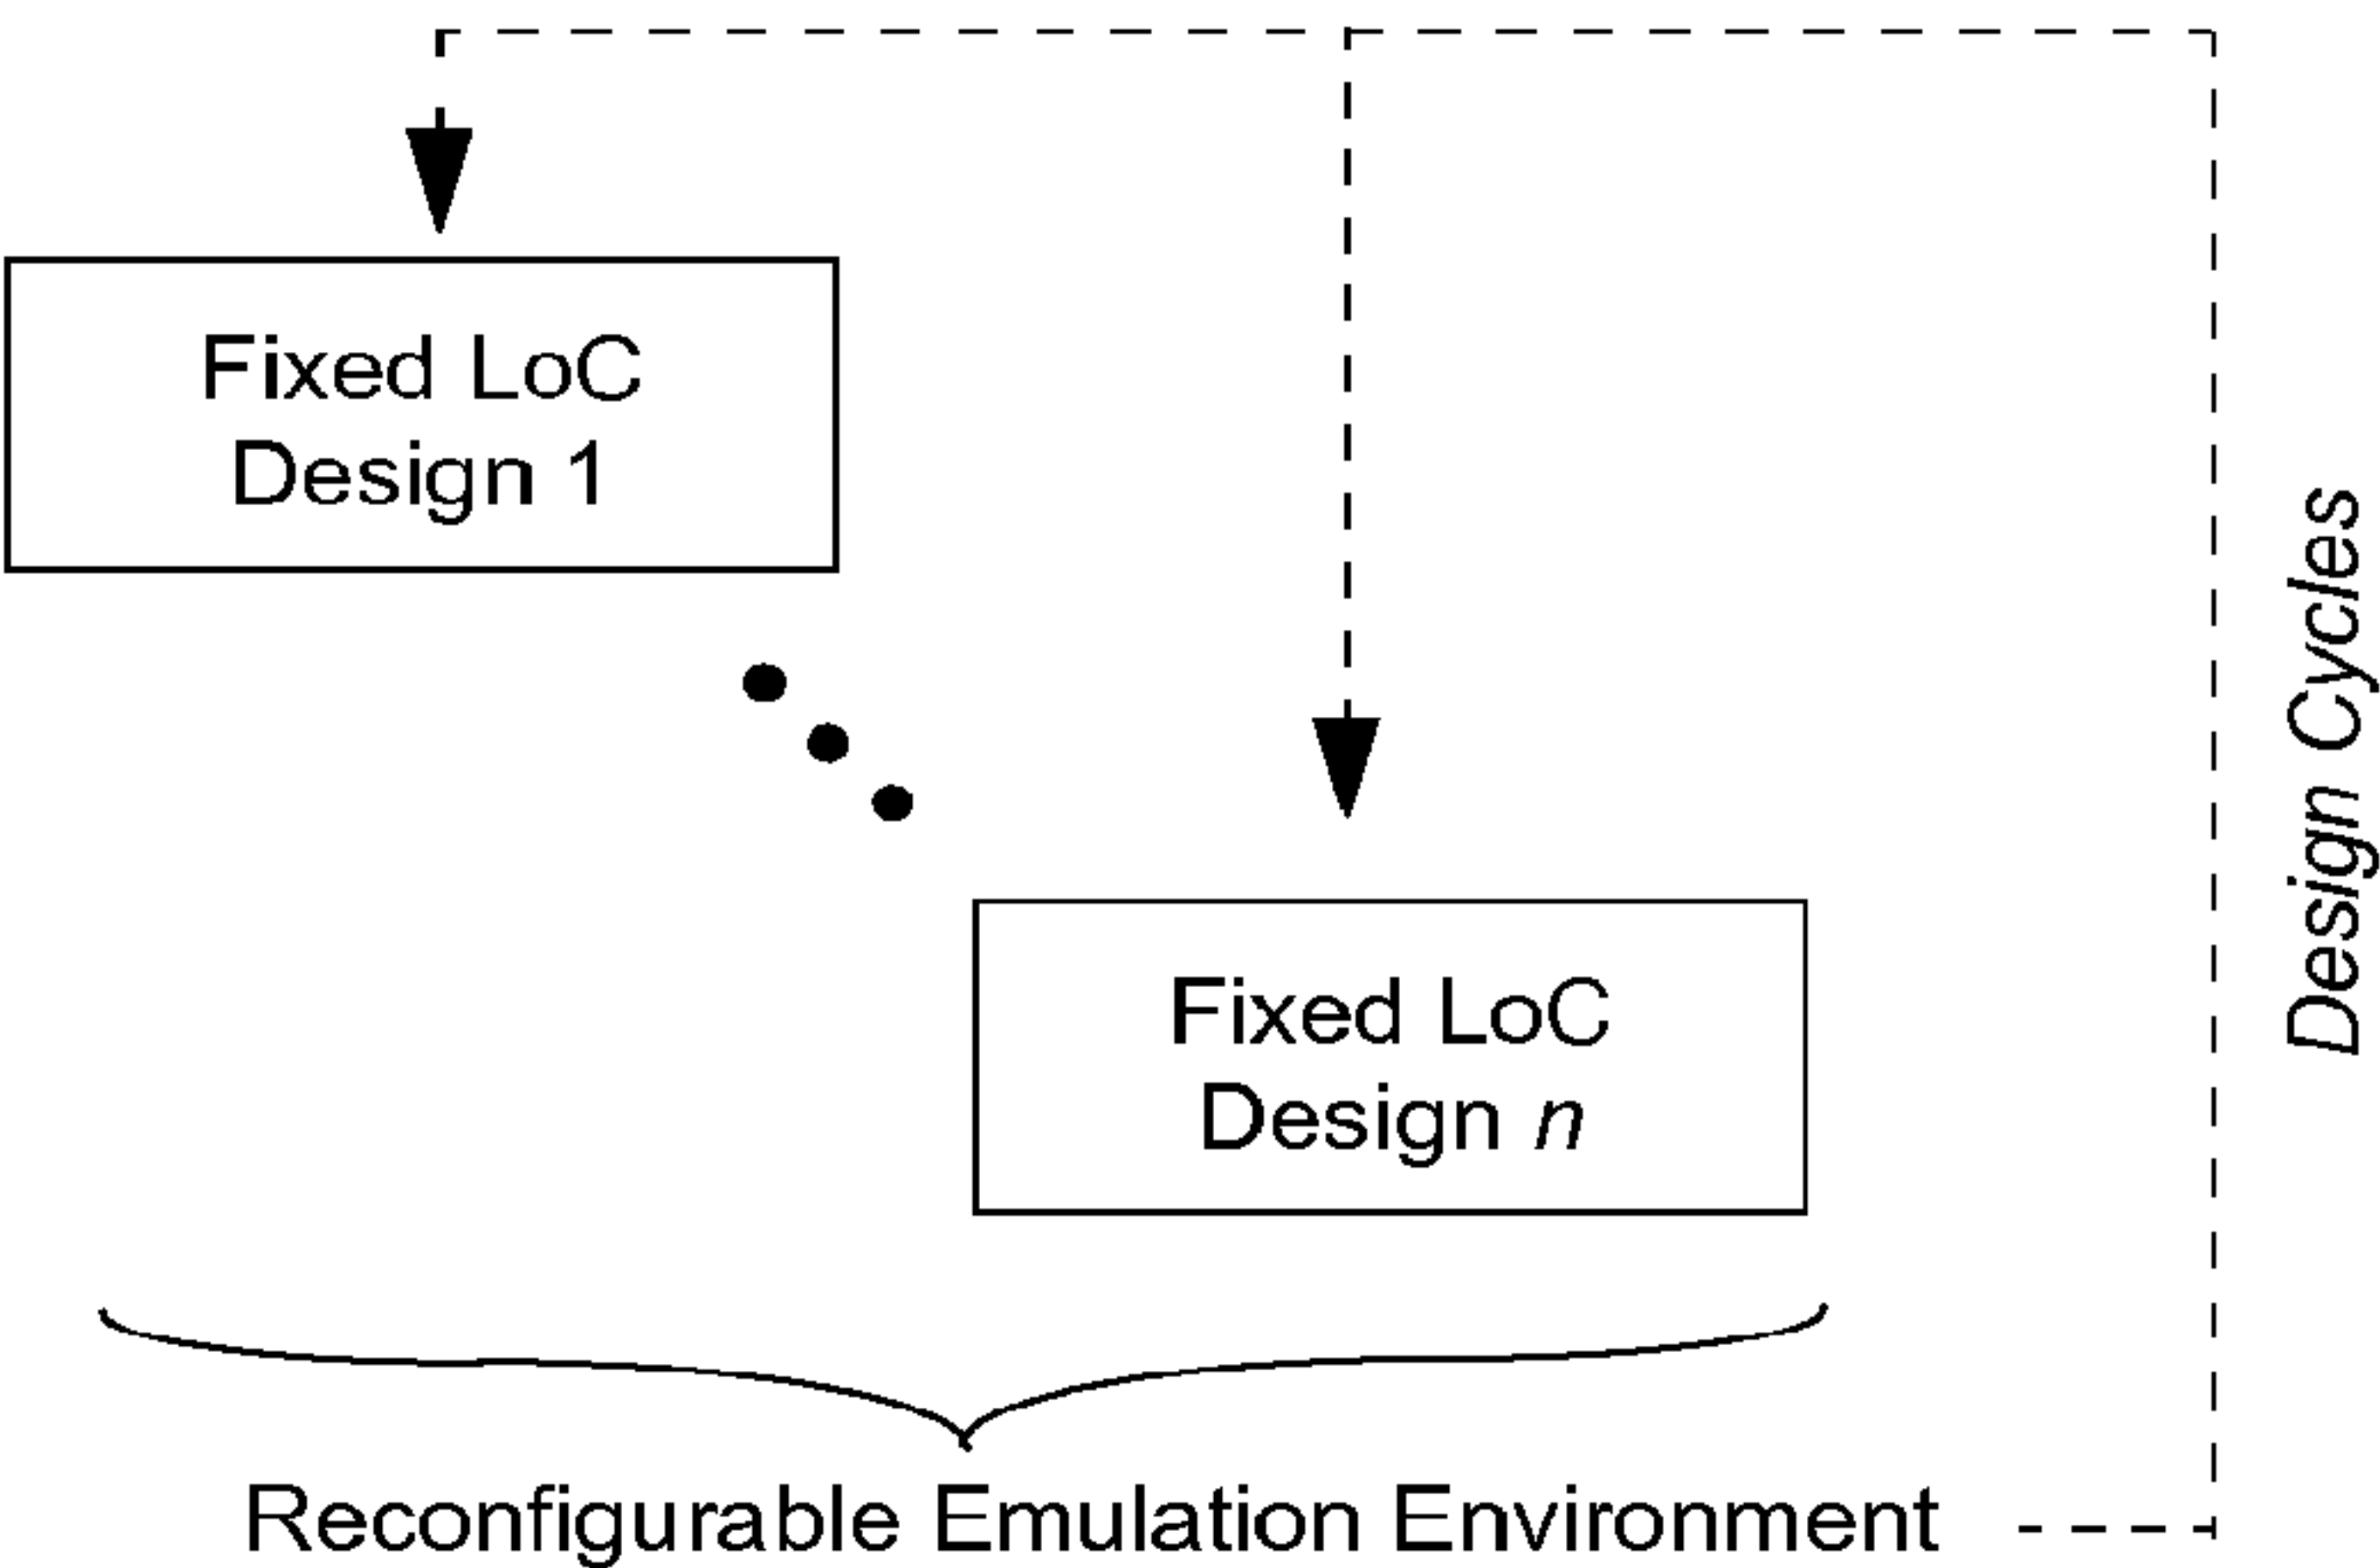 Fixed LoC
Design 1
Design Cycles
Fixed LoC
Design n
Reconfigurable Emulation Environment